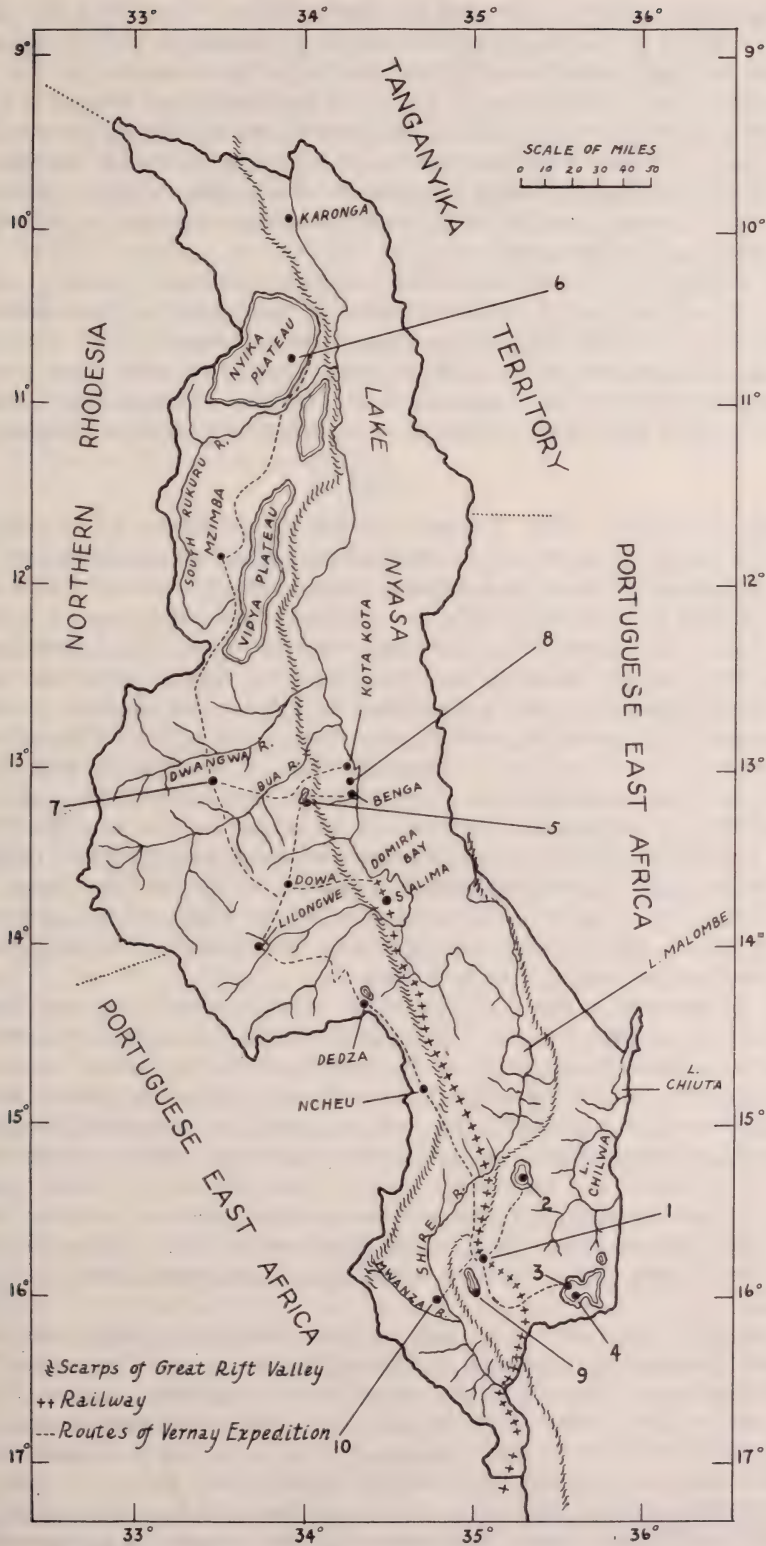 33° 34° 35° 36°
9° 9°
TANGANYIKA
SCALE OF MILES
0 10 20 30 40 50
KARONGA
10° 10°
6
NYIKA
PLATEAU
TERRITORY
NORTHERN RHODESIA
LAKE
11° 11°
SOUTH RUKURU R.
MZIMBA
VIDYA PLATEAU
NYASA
PORTUGUESE EAST AFRICA
12° 12°
KOTA KOTA
8
13° 13°
DWANGWA R.
BUA R.
BENGA
7
5
DOMIRA
BAY
DOWA
SALIMA
LILONGWE
14° 14°
L. MALOMBE
PORTUGUESE EAST AFRICA
DEDZA
L.
CHIUTA
NCHEU
15° 15°
L.
CHILWA
2
1
SHIRE R.
3
16° 16°
MWANZA R.
4
9
Scarps of Great Rift Valley
++ Railway
--- Routes of Vernay Expedition
10
17° 17°
33° 34° 35° 36°